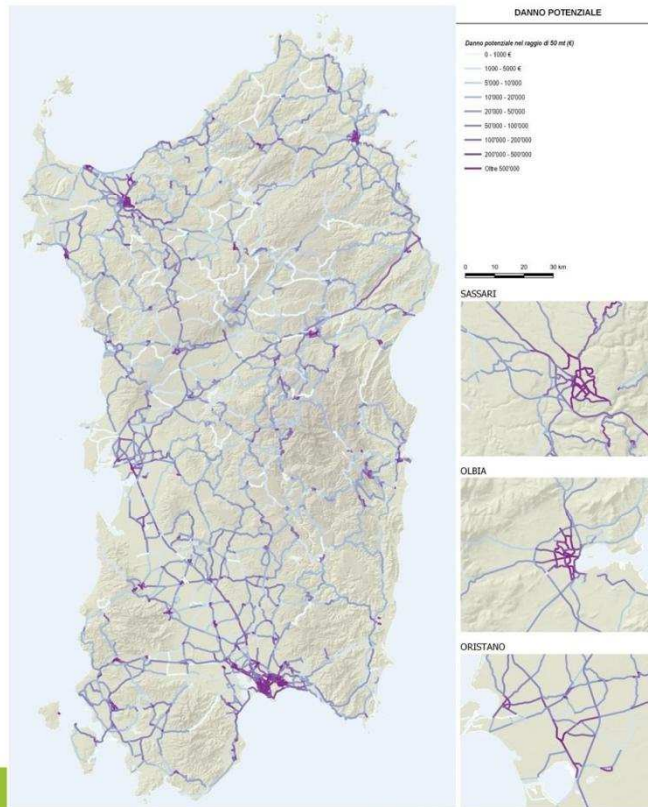 DANNO POTENZIALE
Danno potenziale nel raggio di 50 mt (€)
0 - 1000 €
1000 - 5000 €
5'000 - 10'000
10'000 - 20'000
20'000 - 50'000
50'000 - 100'000
100'000 - 200'000
200'000 - 500'000
Oltre 500'000
0 10 20 30 km
SASSARI
OLBIA
ORISTANO